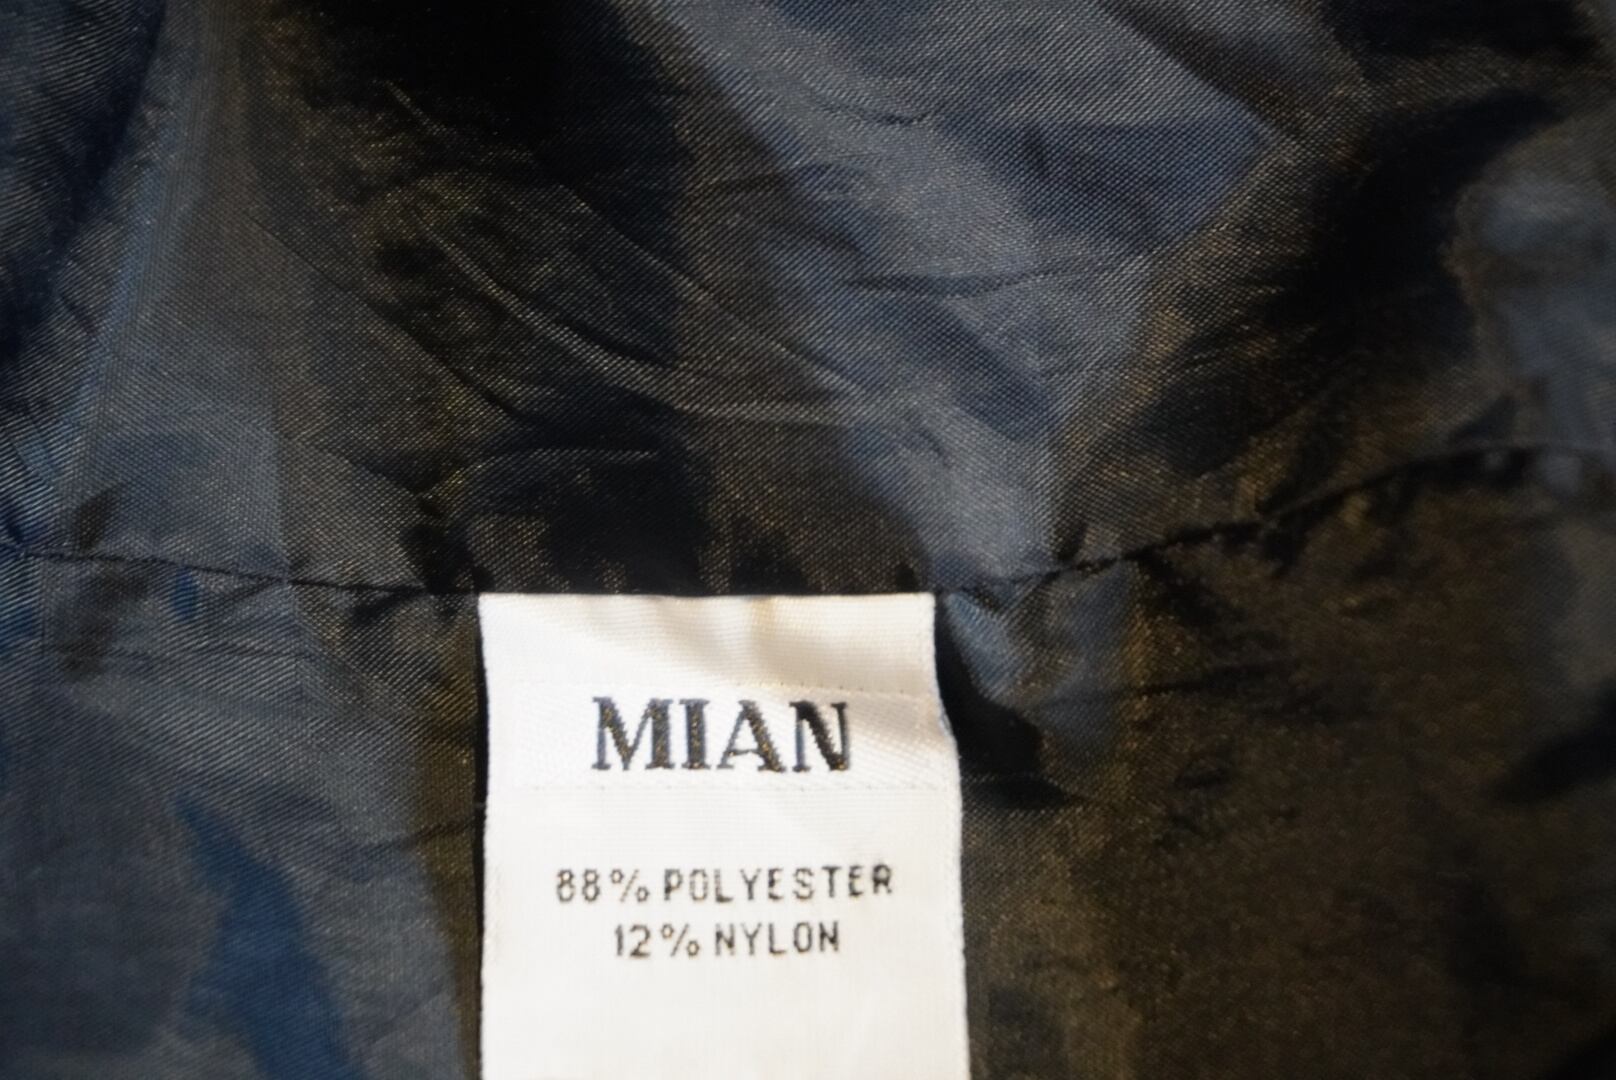 MIAN
88% POLYESTER
12% NYLON